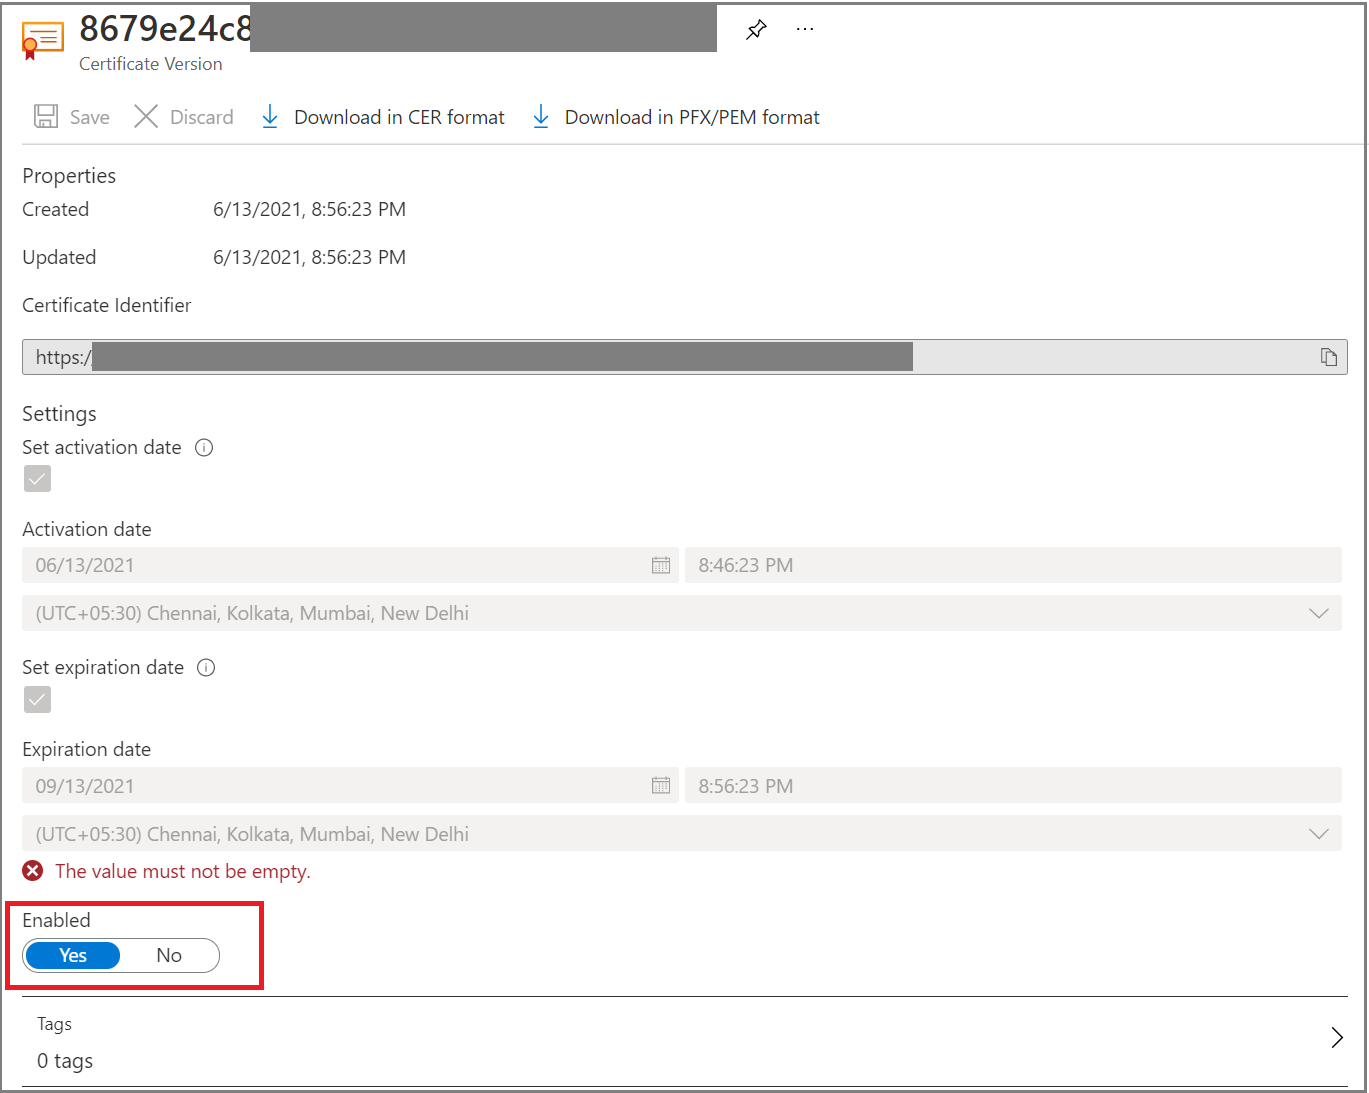 8679e24c8
Certificate Version
Save Discard Download in CER format Download in PFX/PEM format
Properties
Created 6/13/2021, 8:56:23 PM
Updated 6/13/2021, 8:56:23 PM
Certificate Identifier
https:/
Settings
Set activation date
Activation date
06/13/2021 8:46:23 PM
(UTC+05:30) Chennai, Kolkata, Mumbai, New Delhi
Set expiration date
Expiration date
09/13/2021 8:56:23 PM
(UTC+05:30) Chennai, Kolkata, Mumbai, New Delhi
The value must not be empty.
Enabled
Yes No
Tags
0 tags